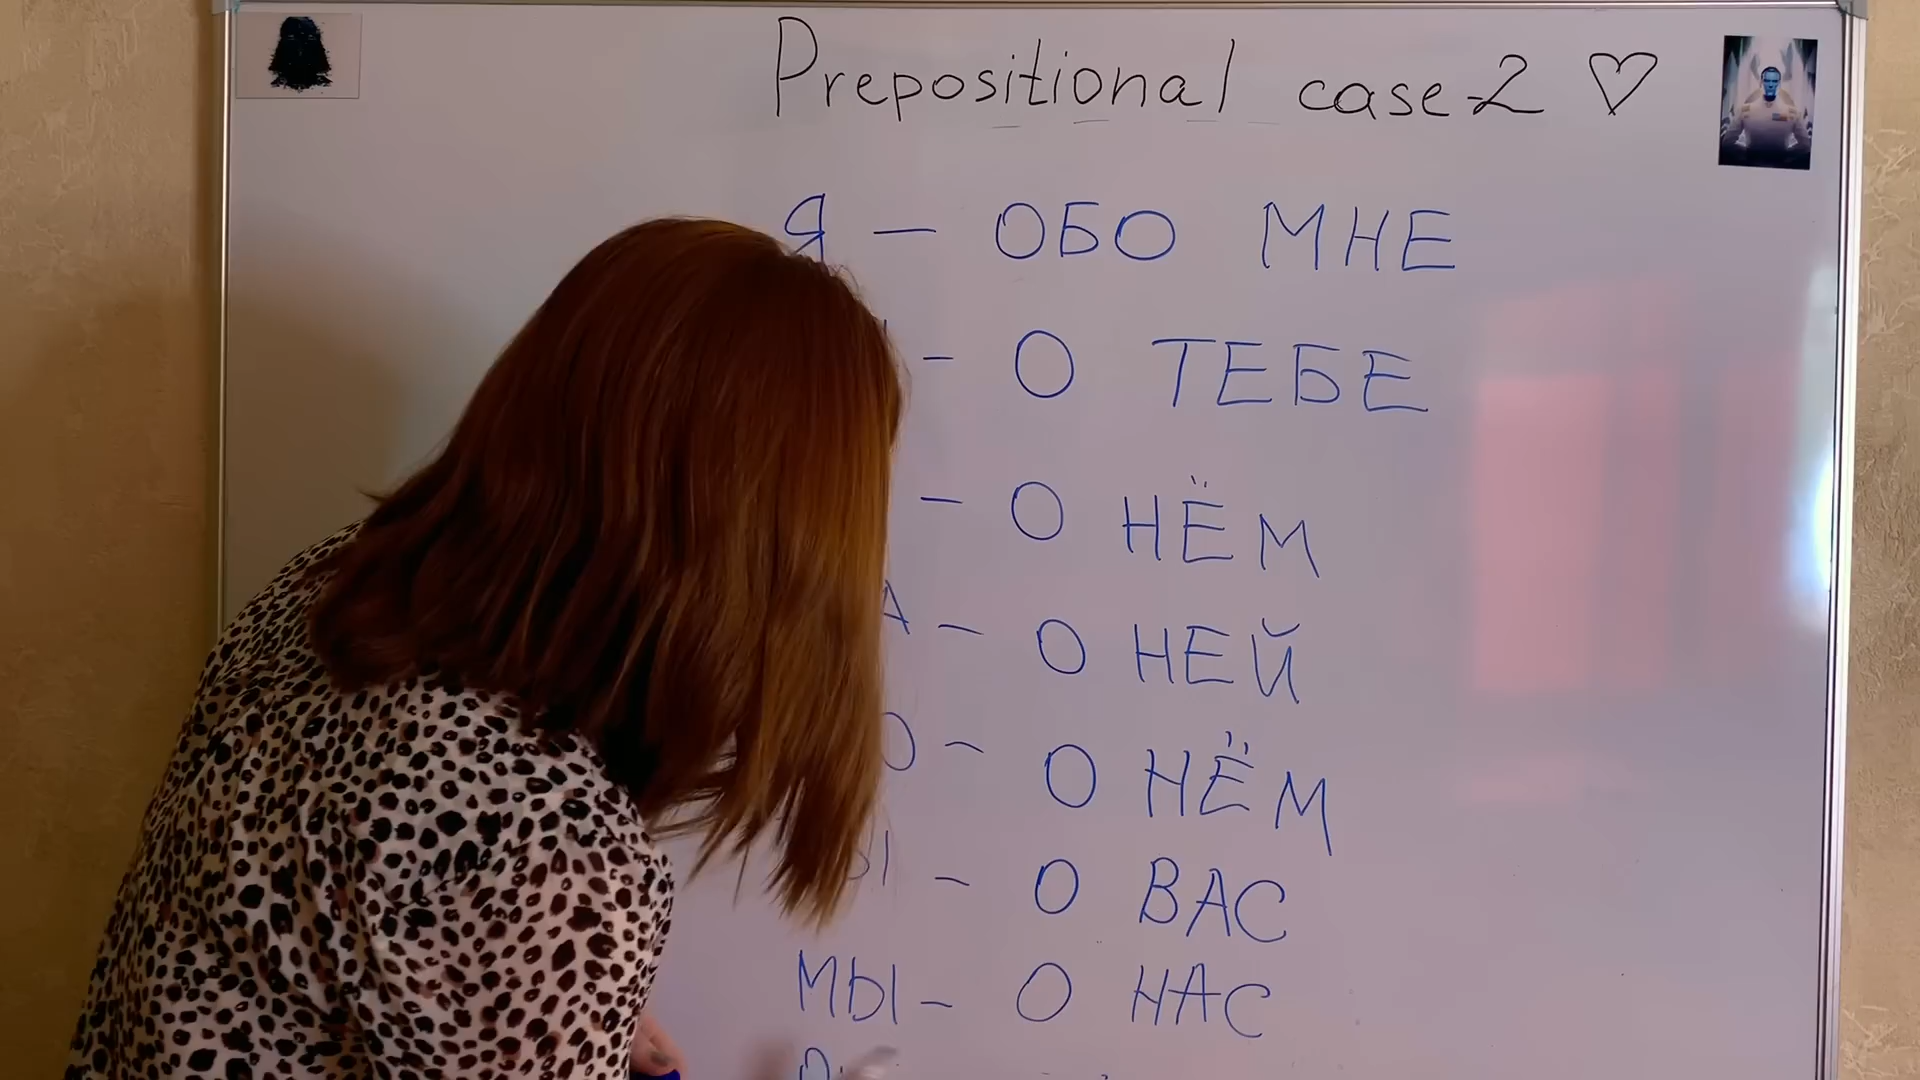 Prepositional case-2 ♡
Я — ОБО МНЕ
- О ТЕБЕ
- О НЁМ
- О НЕЙ
- О НЁМ
- О ВАС
МЫ - О НАС